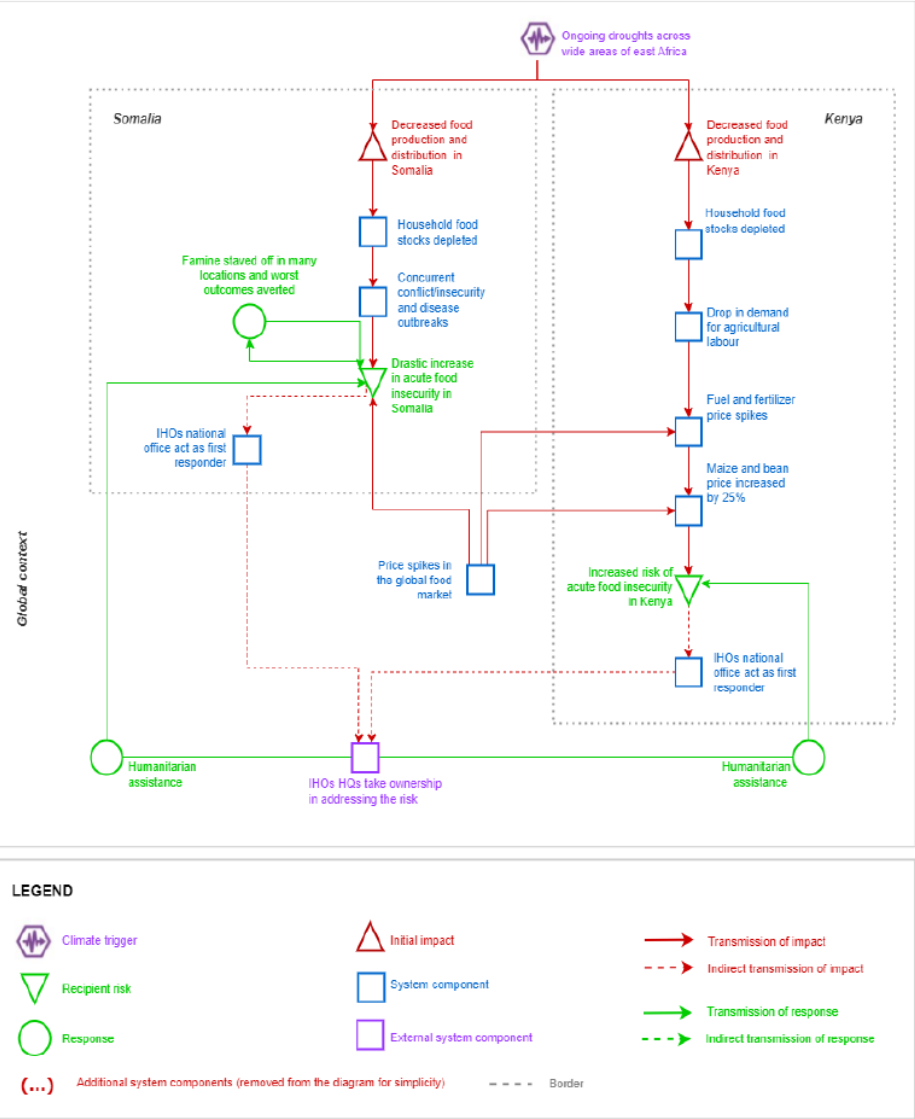 Ongoing droughts across
wide areas of east Africa
Somalia
Kenya
Decreased food
production and
distribution in
Somalia
Decreased food
production and
distribution in
Kenya
Household food
stocks depleted
Household food
stocks depleted
Famine staved off in many
locations and worst
outcomes averted
Concurrent
conflict/insecurity
and disease
outbreaks
Drop in demand
for agricultural
labour
Drastic increase
in acute food
insecurity in
Somalia
Fuel and fertilizer
price spikes
IHOs national
office act as first
responder
Maize and bean
price increased
by 25%
Global context
Price spikes in
the global food
market
Increased risk of
acute food insecurity
in Kenya
IHOs national
office act as first
responder
Humanitarian
assistance
IHOs HQs take ownership
in addressing the risk
Humanitarian
assistance
LEGEND
Climate trigger
Initial impact
Transmission of impact
Indirect transmission of impact
Recipient risk
System component
Transmission of response
Response
External system component
Indirect transmission of response
(...) Additional system components (removed from the diagram for simplicity)
Border